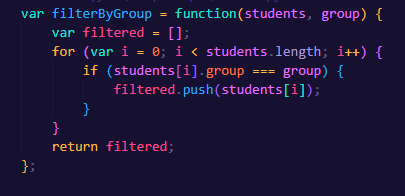 var filterByGroup = function(students, group) {
    var filtered = [];
    for (var i = 0; i < students.length; i++) {
        if (students[i].group === group) {
            filtered.push(students[i]);
        }
    }
    return filtered;
};